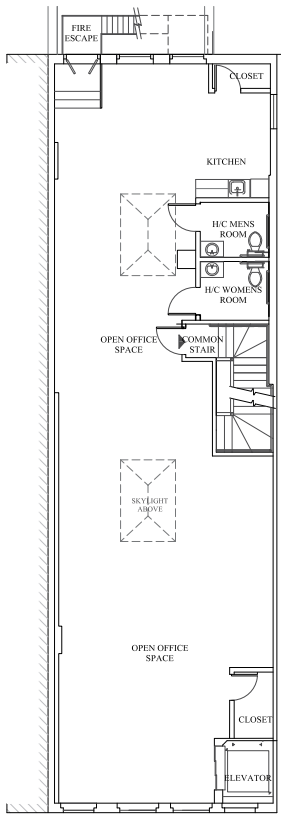 FIRE
ESCAPE
CLOSET
KITCHEN
H/C MENS
ROOM
H/C WOMENS
ROOM
OPEN OFFICE
SPACE
COMMON
STAIR
SKYLIGHT
ABOVE
OPEN OFFICE
SPACE
CLOSET
ELEVATOR